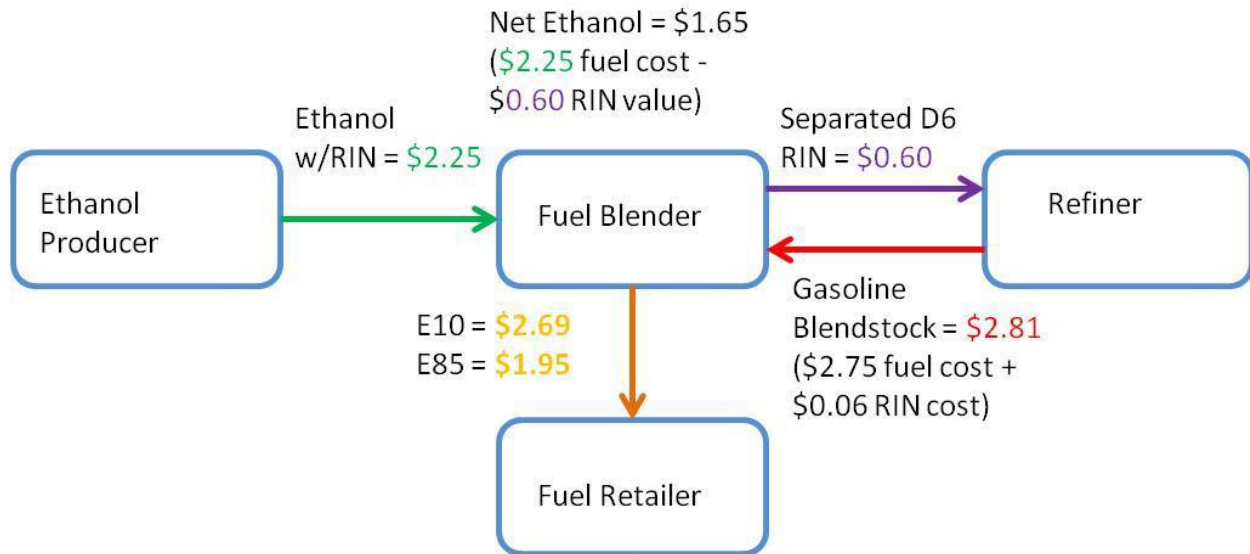 Net Ethanol = $1.65
($2.25 fuel cost -
$0.60 RIN value)
Ethanol
w/RIN = $2.25
Separated D6
RIN = $0.60
Ethanol
Producer
Fuel Blender
Refiner
E10 = $2.69
E85 = $1.95
Gasoline
Blendstock = $2.81
($2.75 fuel cost +
$0.06 RIN cost)
Fuel Retailer